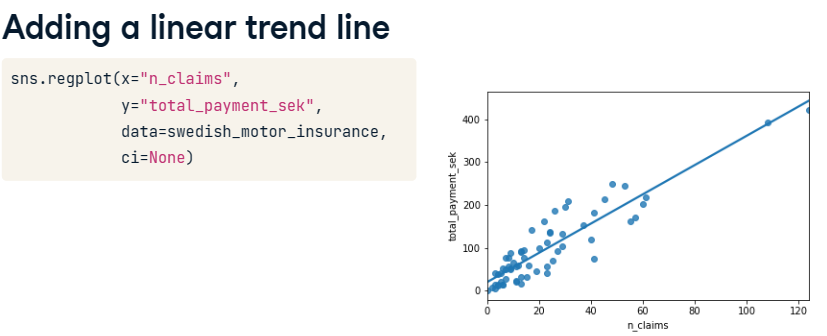 Adding a linear trend line
sns.regplot(x="n_claims",
y="total_payment_sek",
data=swedish_motor_insurance,
ci=None)
400
300
200
100
0
total_payment_sek
0 20 40 60 80 100 120
n_claims